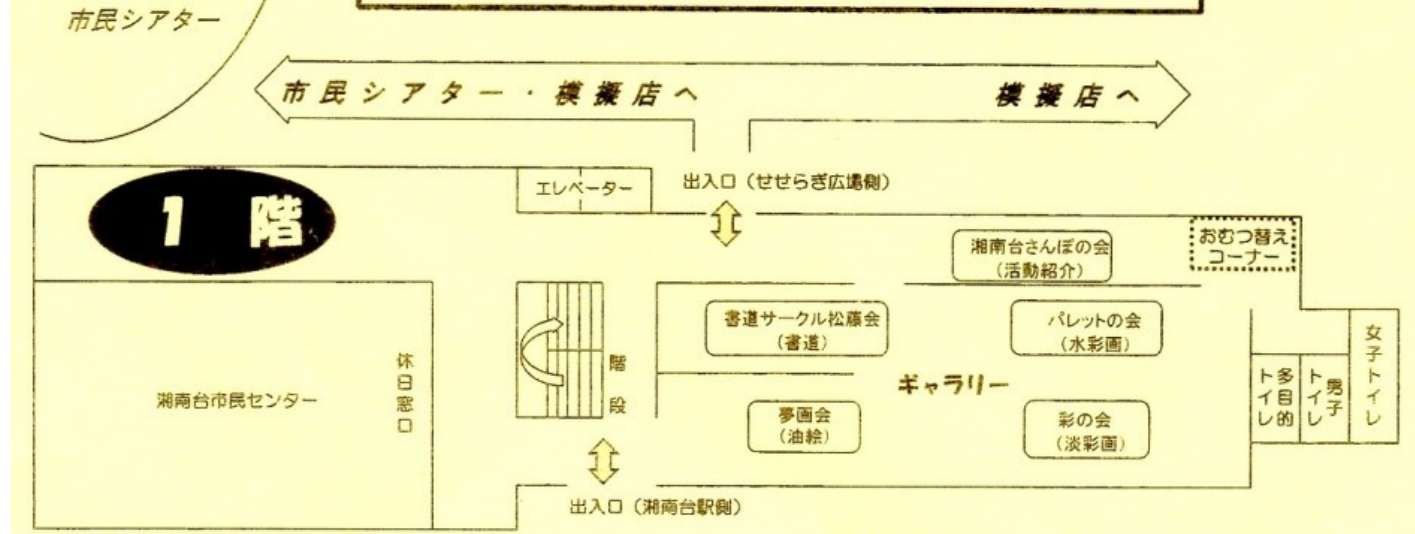 市民シアター
市民シアター・模擬店へ
模擬店へ
1 階
エレベーター
出入口(せせらぎ広場側)
湘南台さんぽの会
(活動紹介)
おむつ替え
コーナー
書道サークル松藤会
(書道)
パレットの会
(水彩画)
女子トイレ
休日窓口
階段
ギャラリー
多目的
トイレ
男子
トイレ
湘南台市民センター
夢画会
(油絵)
彩の会
(淡彩画)
出入口(湘南台駅側)